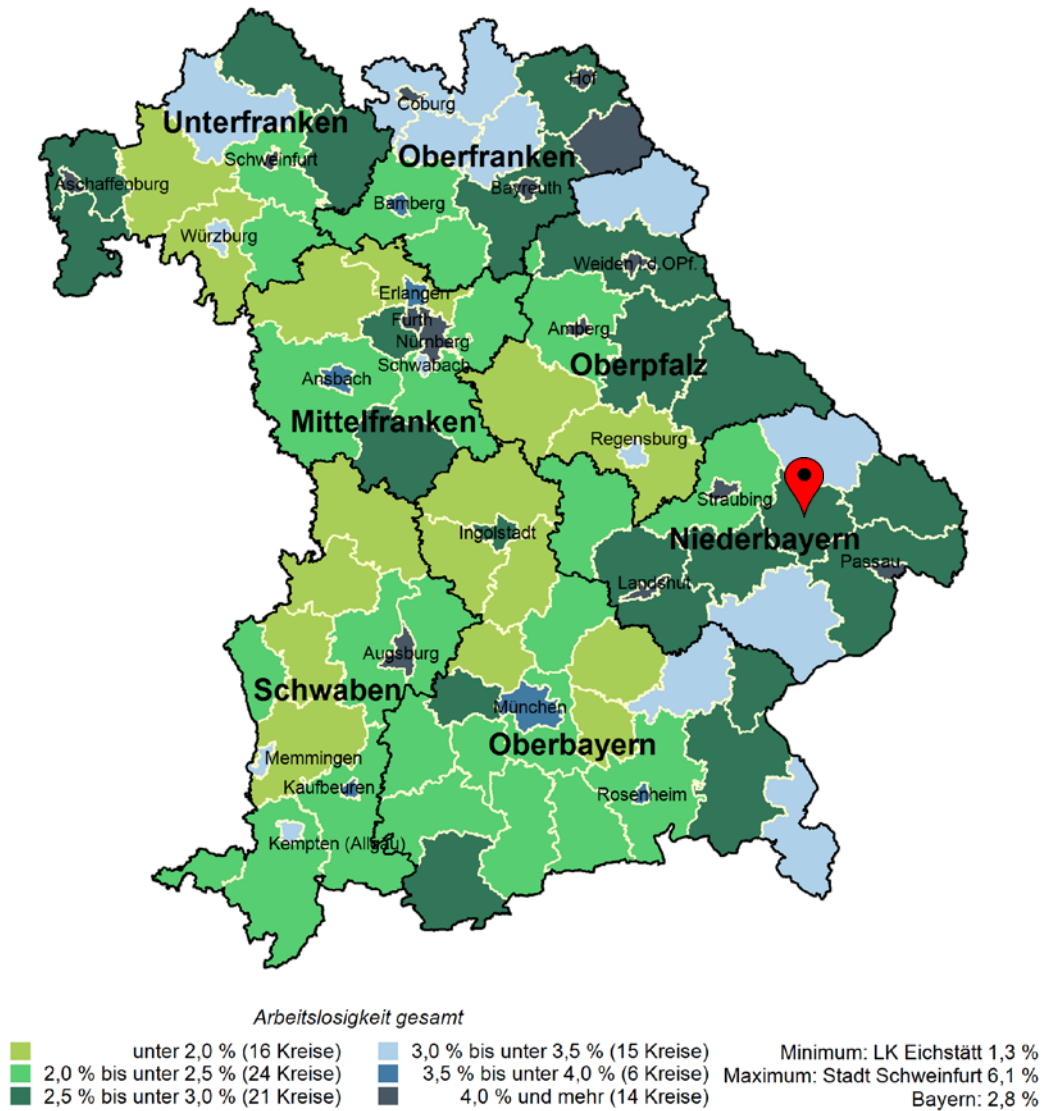 Hof
Coburg
Unterfranken
Oberfranken
Schweinfurt
Aschaffenburg
Bayreuth
Bamberg
Würzburg
Weiden i.d.OPf.
Erlangen
Fürth
Amberg
Nürnberg
Schwabach
Oberpfalz
Ansbach
Mittelfranken
Regensburg
Straubing
Ingolstadt
Niederbayern
Passau
Landshut
Augsburg
Schwaben
München
Oberbayern
Memmingen
Kaufbeuren
Rosenheim
Kempten (Allgäu)
Arbeitslosigkeit gesamt
unter 2,0 % (16 Kreise)
2,0 % bis unter 2,5 % (24 Kreise)
2,5 % bis unter 3,0 % (21 Kreise)
3,0 % bis unter 3,5 % (15 Kreise)
3,5 % bis unter 4,0 % (6 Kreise)
4,0 % und mehr (14 Kreise)
Minimum: LK Eichstätt 1,3 %
Maximum: Stadt Schweinfurt 6,1 %
Bayern: 2,8 %